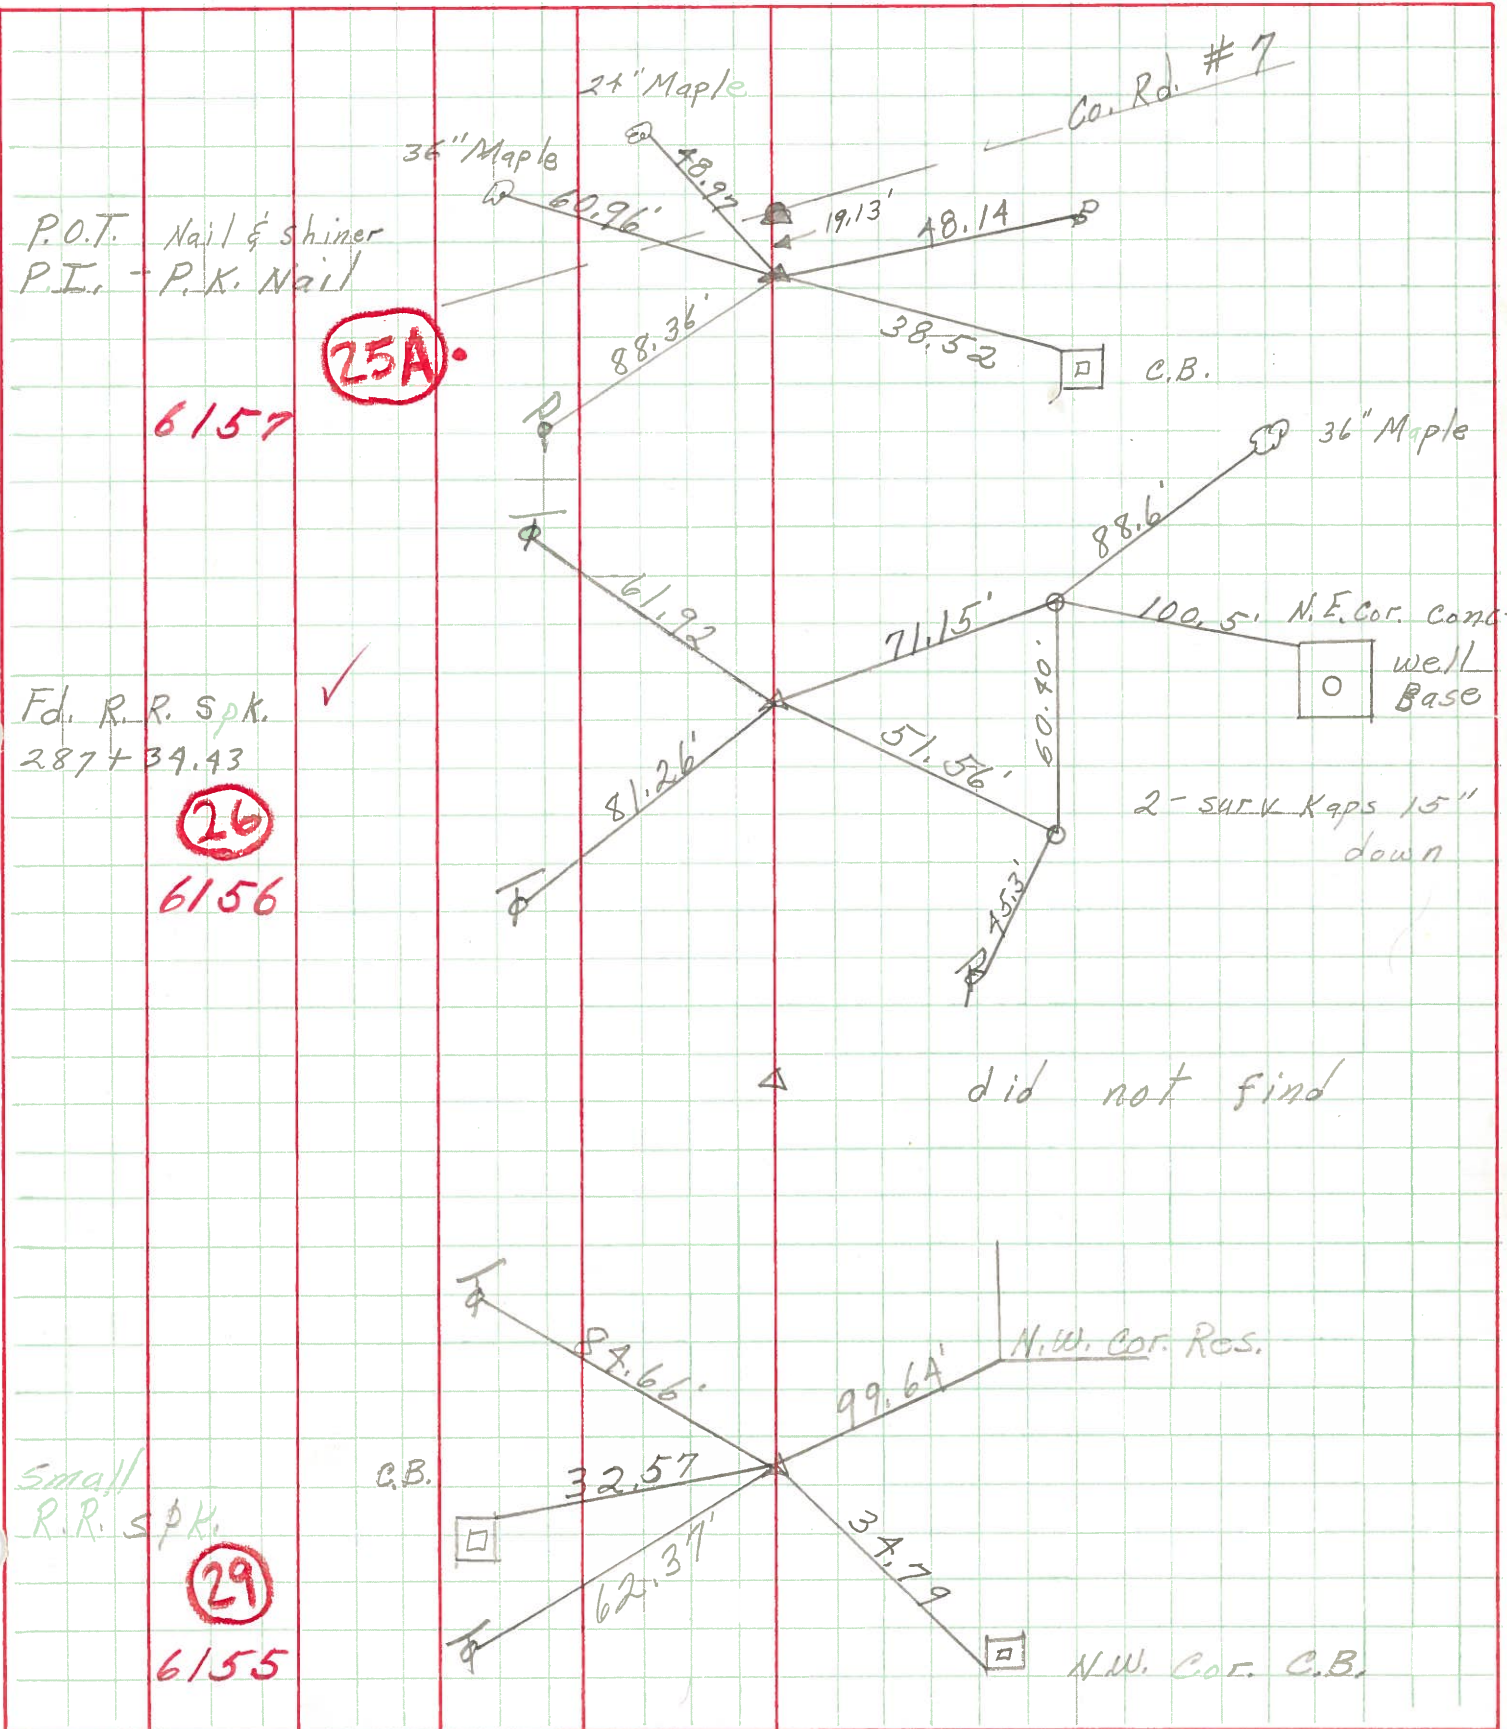 24" Maple
Co. Rd. # 7
36" Maple
48.97
60.96'
19.13'
48.14
P.O.T. Nail & shiner
P.I. - P.K. Nail
88.36'
38.52
25A
C.B.
6157
36" Maple
88.6'
61.92
71.15'
100.5'
N.E. Cor. Conc.
well
Base
60.40'
Fd. R.R. Spk.
287+34.43
51.56'
81.26'
26
2- surv Kaps 15"
down
6156
45.3'
did not find
N.W. Cor. Res.
84.66'
99.64'
C.B.
32.57
Small
R.R. spk.
62.37'
34.79
29
6155
N.W. Cor. C.B.